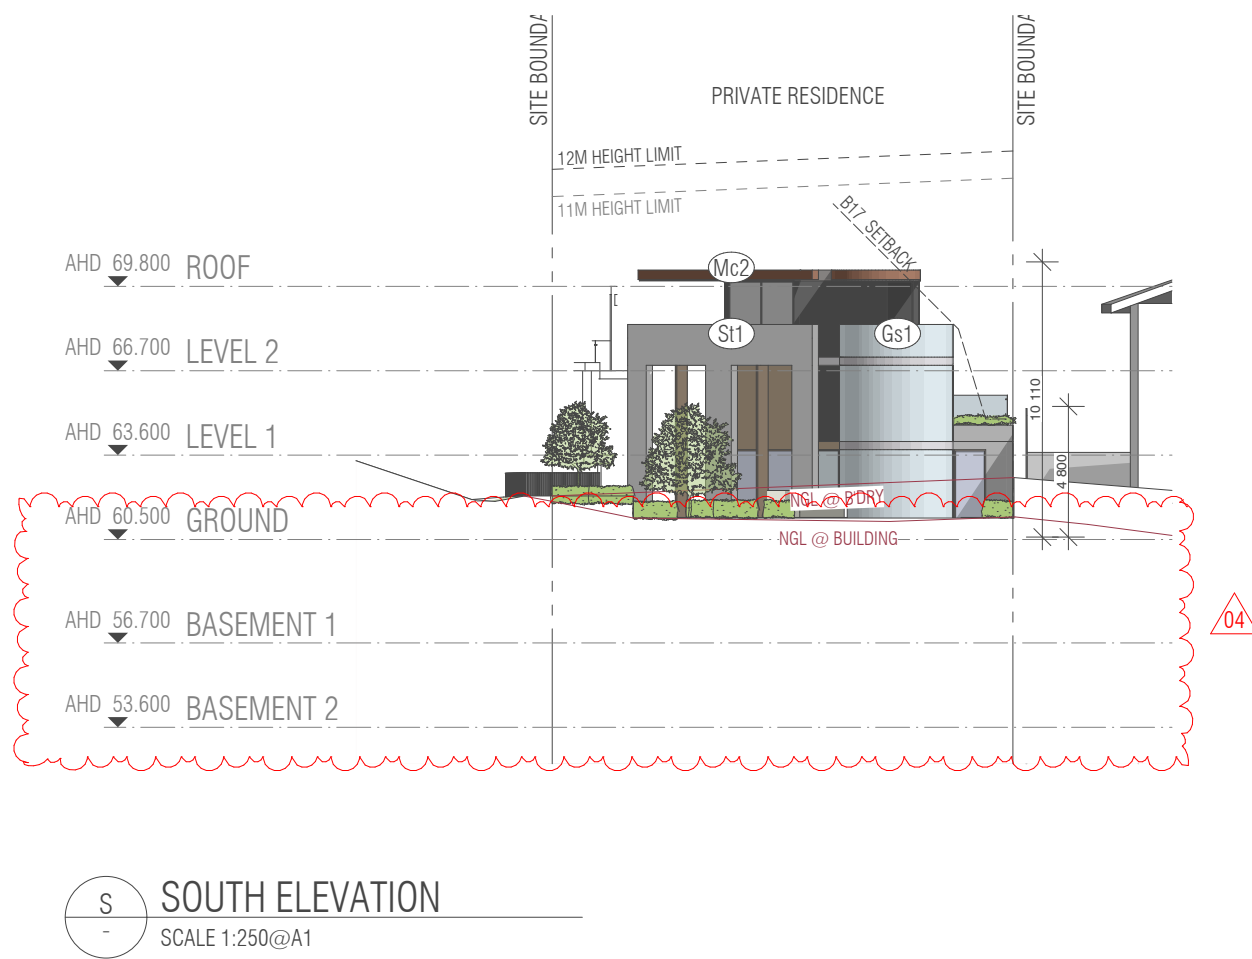 SITE BOUNDA
SITE BOUNDA
PRIVATE RESIDENCE
12M HEIGHT LIMIT
11M HEIGHT LIMIT
B17 SETBACK
AHD 69.800 ROOF
Mc2
AHD 66.700 LEVEL 2
St1
Gs1
10 110
AHD 63.600 LEVEL 1
4 800
NGL @ B'DRY
AHD 60.500 GROUND
NGL @ BUILDING
AHD 56.700 BASEMENT 1
04
AHD 53.600 BASEMENT 2
S
-
SOUTH ELEVATION
SCALE 1:250@A1